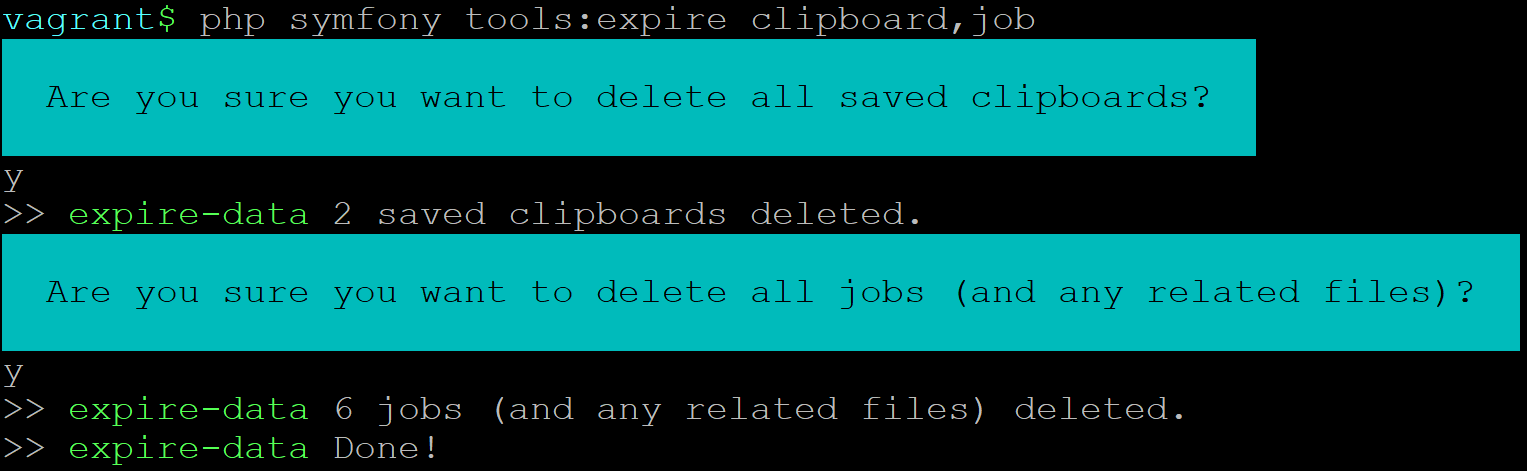 vagrant$ php symfony tools:expire clipboard,job
Are you sure you want to delete all saved clipboards?
y
>> expire-data 2 saved clipboards deleted.
Are you sure you want to delete all jobs (and any related files)?
y
>> expire-data 6 jobs (and any related files) deleted.
>> expire-data Done!